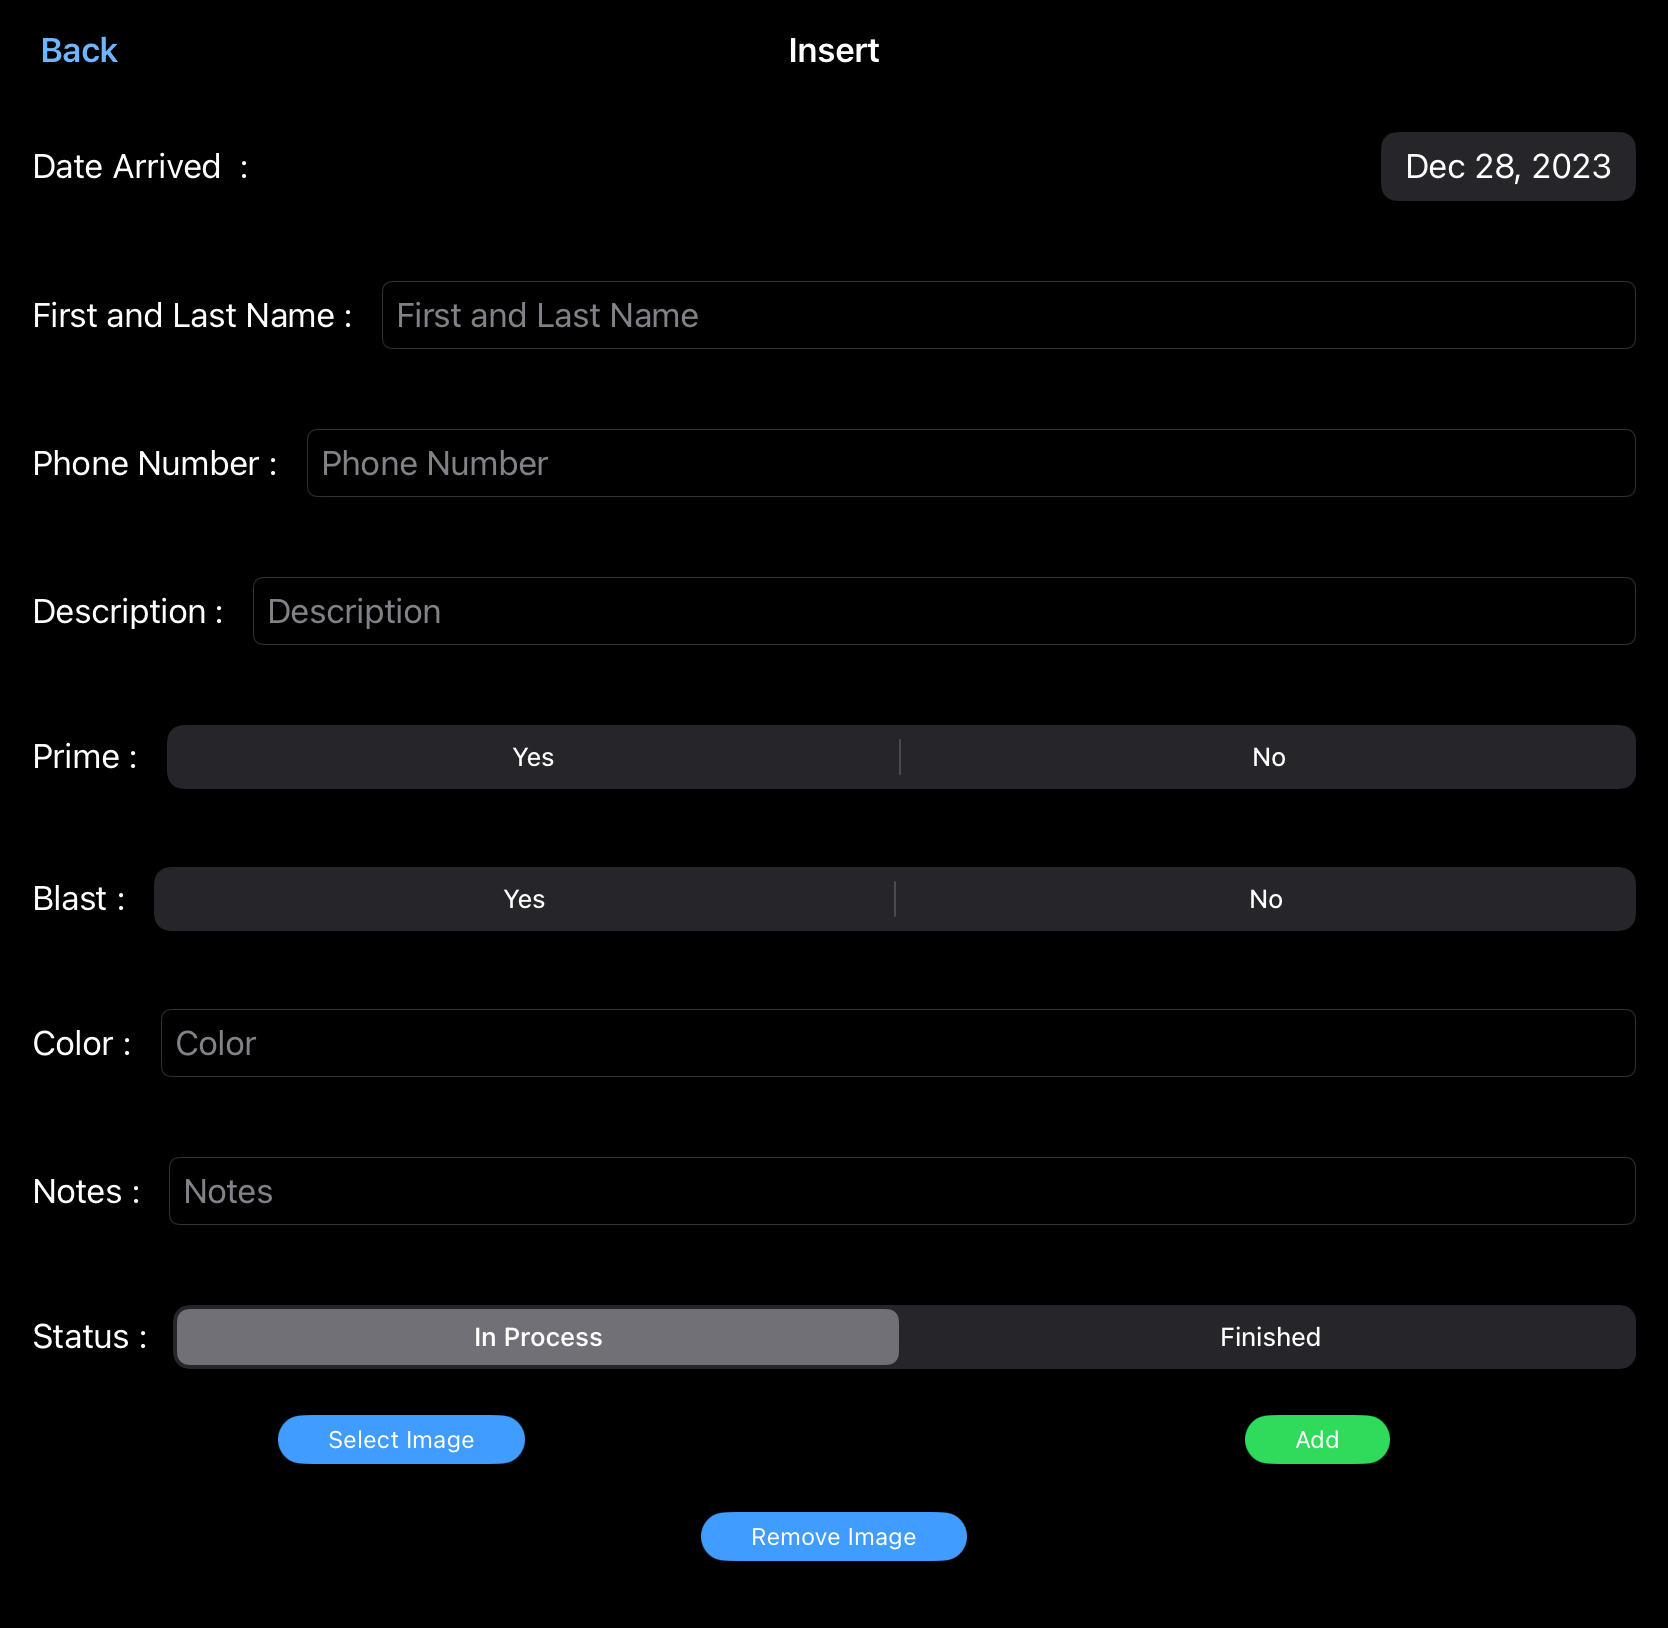 Back
Insert
Date Arrived  :
Dec 28, 2023
First and Last Name :
First and Last Name
Phone Number :
Phone Number
Description :
Description
Prime :
Yes
No
Blast :
Yes
No
Color :
Color
Notes :
Notes
Status :
In Process
Finished
Select Image
Add
Remove Image